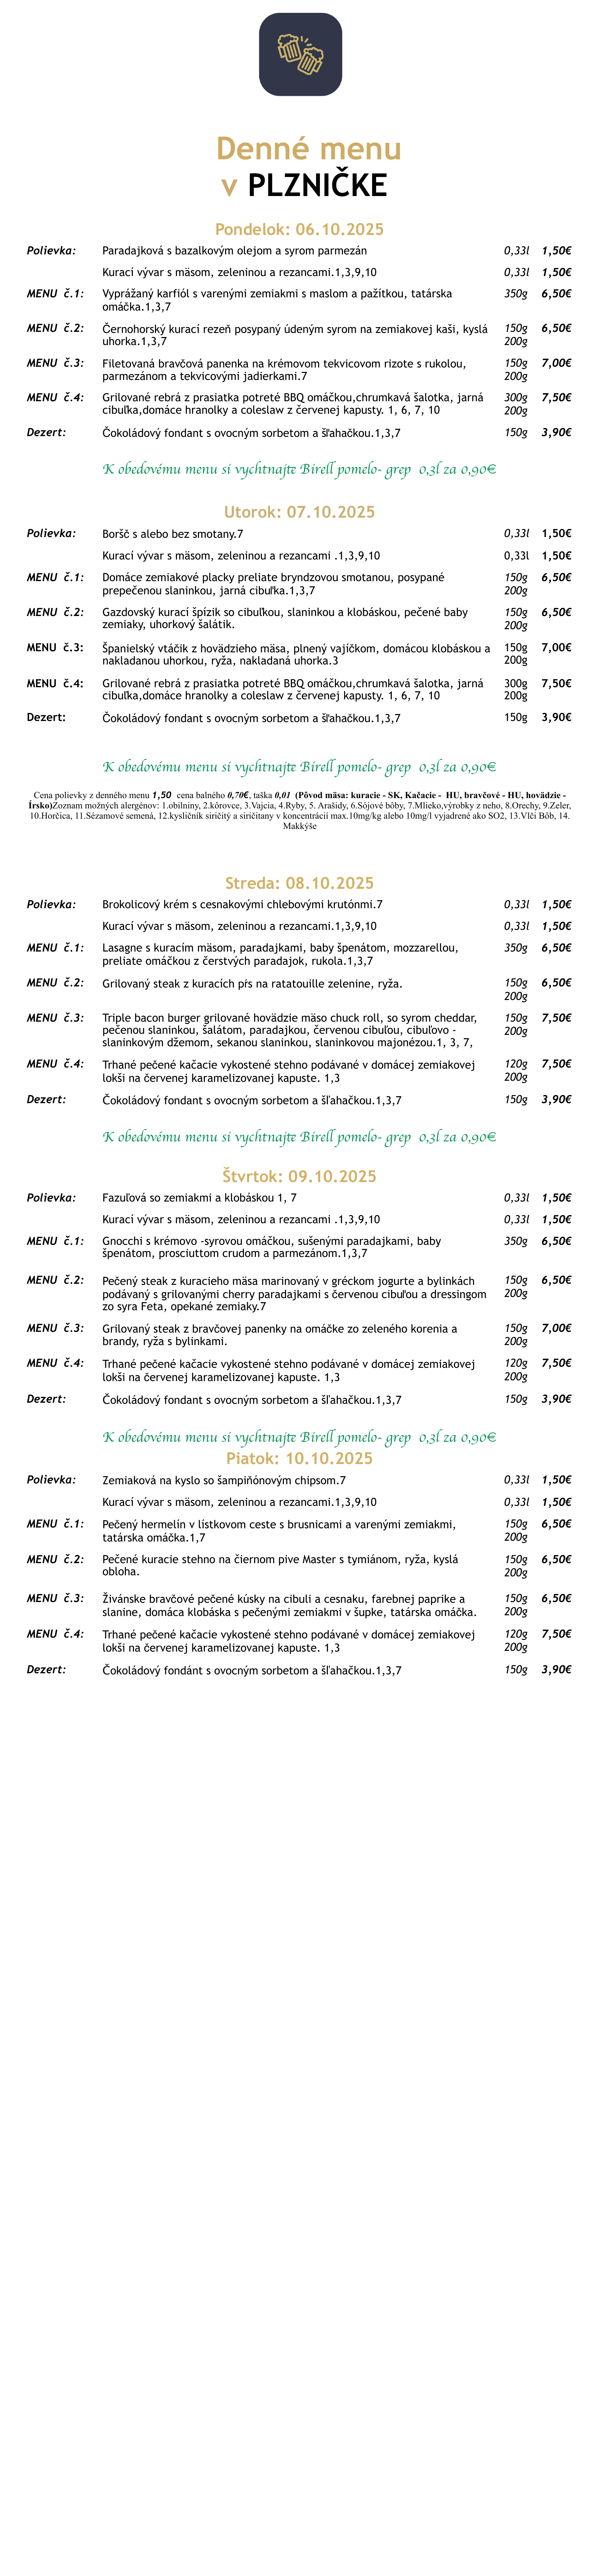 Denné menu
v PLZNIČKE
Pondelok: 06.10.2025
Polievka: Paradajková s bazalkovým olejom a syrom parmezán 0,33l 1,50€
Kurací vývar s mäsom, zeleninou a rezancami.1,3,9,10 0,33l 1,50€
MENU č.1: Vyprážaný karfiól s varenými zemiakmi s maslom a pažítkou, tatárska 350g 6,50€
omáčka.1,3,7
MENU č.2: Černohorský kurací rezeň posypaný údeným syrom na zemiakovej kaši, kyslá 150g 6,50€
uhorka.1,3,7 200g
MENU č.3: Filetovaná bravčová panenka na krémovom tekvicovom rizote s rukolou, 150g 7,00€
parmezánom a tekvicovými jadierkami.7 200g
MENU č.4: Grilované rebrá z prasiatka potreté BBQ omáčkou,chrumkavá šalotka, jarná 300g 7,50€
cibuľka,domáce hranolky a coleslaw z červenej kapusty. 1, 6, 7, 10 200g
Dezert: Čokoládový fondant s ovocným sorbetom a šľahačkou.1,3,7 150g 3,90€
K obedovému menu si vychtnajte Birell pomelo- grep 0,3l za 0,90€
Utorok: 07.10.2025
Polievka: Boršč s alebo bez smotany.7 0,33l 1,50€
Kurací vývar s mäsom, zeleninou a rezancami .1,3,9,10 0,33l 1,50€
MENU č.1: Domáce zemiakové placky preliate bryndzovou smotanou, posypané 150g 6,50€
prepečenou slaninkou, jarná cibuľka.1,3,7 200g
MENU č.2: Gazdovský kurací špízik so cibuľkou, slaninkou a klobáskou, pečené baby 150g 6,50€
zemiaky, uhorkový šalátik. 200g
MENU č.3: Španielský vtáčik z hovädzieho mäsa, plnený vajíčkom, domácou klobáskou a 150g 7,00€
nakladanou uhorkou, ryža, nakladaná uhorka.3 200g
MENU č.4: Grilované rebrá z prasiatka potreté BBQ omáčkou,chrumkavá šalotka, jarná 300g 7,50€
cibuľka,domáce hranolky a coleslaw z červenej kapusty. 1, 6, 7, 10 200g
Dezert: Čokoládový fondant s ovocným sorbetom a šľahačkou.1,3,7 150g 3,90€
K obedovému menu si vychtnajte Birell pomelo- grep 0,3l za 0,90€
Cena polievky z denného menu 1,50 cena balného 0,70€, taška 0,01 (Pôvod mäsa: kuracie - SK, Kačacie - HU, bravčové - HU, hovädzie -
Írsko)Zoznam možných alergénov: 1.obilniny, 2.kôrovce, 3.Vajcia, 4.Ryby, 5. Arašidy, 6.Sójové bôby, 7.Mlieko,výrobky z neho, 8.Orechy, 9.Zeler,
10.Horčica, 11.Sézamové semená, 12.kysličník siričitý a siričitany v koncentrácií max.10mg/kg alebo 10mg/l vyjadrené ako SO2, 13.Vlčí Bôb, 14.
Makkýše
Streda: 08.10.2025
Polievka: Brokolicový krém s cesnakovými chlebovými krutónmi.7 0,33l 1,50€
Kurací vývar s mäsom, zeleninou a rezancami.1,3,9,10 0,33l 1,50€
MENU č.1: Lasagne s kuracím mäsom, paradajkami, baby špenátom, mozzarellou, 350g 6,50€
preliate omáčkou z čerstvých paradajok, rukola.1,3,7
MENU č.2: Grilovaný steak z kuracích pŕs na ratatouille zelenine, ryža. 150g 6,50€
200g
MENU č.3: Triple bacon burger grilované hovädzie mäso chuck roll, so syrom cheddar, 150g 7,50€
pečenou slaninkou, šalátom, paradajkou, červenou cibuľou, cibuľovo - 200g
slaninkovým džemom, sekanou slaninkou, slaninkovou majonézou.1, 3, 7,
MENU č.4: Trhané pečené kačacie vykostené stehno podávané v domácej zemiakovej 120g 7,50€
lokši na červenej karamelizovanej kapuste. 1,3 200g
Dezert: Čokoládový fondant s ovocným sorbetom a šľahačkou.1,3,7 150g 3,90€
K obedovému menu si vychtnajte Birell pomelo- grep 0,3l za 0,90€
Štvrtok: 09.10.2025
Polievka: Fazuľová so zemiakmi a klobáskou 1, 7 0,33l 1,50€
Kurací vývar s mäsom, zeleninou a rezancami .1,3,9,10 0,33l 1,50€
MENU č.1: Gnocchi s krémovo -syrovou omáčkou, sušenými paradajkami, baby 350g 6,50€
špenátom, prosciuttom crudom a parmezánom.1,3,7
MENU č.2: Pečený steak z kuracieho mäsa marinovaný v gréckom jogurte a bylinkách 150g 6,50€
podávaný s grilovanými cherry paradajkami s červenou cibuľou a dressingom 200g
zo syra Feta, opekané zemiaky.7
MENU č.3: Grilovaný steak z bravčovej panenky na omáčke zo zeleného korenia a 150g 7,00€
brandy, ryža s bylinkami. 200g
MENU č.4: Trhané pečené kačacie vykostené stehno podávané v domácej zemiakovej 120g 7,50€
lokši na červenej karamelizovanej kapuste. 1,3 200g
Dezert: Čokoládový fondant s ovocným sorbetom a šľahačkou.1,3,7 150g 3,90€
K obedovému menu si vychtnajte Birell pomelo- grep 0,3l za 0,90€
Piatok: 10.10.2025
Polievka: Zemiaková na kyslo so šampiňónovým chipsom.7 0,33l 1,50€
Kurací vývar s mäsom, zeleninou a rezancami.1,3,9,10 0,33l 1,50€
MENU č.1: Pečený hermelín v lístkovom ceste s brusnicami a varenými zemiakmi, 150g 6,50€
tatárska omáčka.1,7 200g
MENU č.2: Pečené kuracie stehno na čiernom pive Master s tymiánom, ryža, kyslá 150g 6,50€
obloha. 200g
MENU č.3: Živánske bravčové pečené kúsky na cibuli a cesnaku, farebnej paprike a 150g 6,50€
slanine, domáca klobáska s pečenými zemiakmi v šupke, tatárska omáčka. 200g
MENU č.4: Trhané pečené kačacie vykostené stehno podávané v domácej zemiakovej 120g 7,50€
lokši na červenej karamelizovanej kapuste. 1,3 200g
Dezert: Čokoládový fondánt s ovocným sorbetom a šľahačkou.1,3,7 150g 3,90€